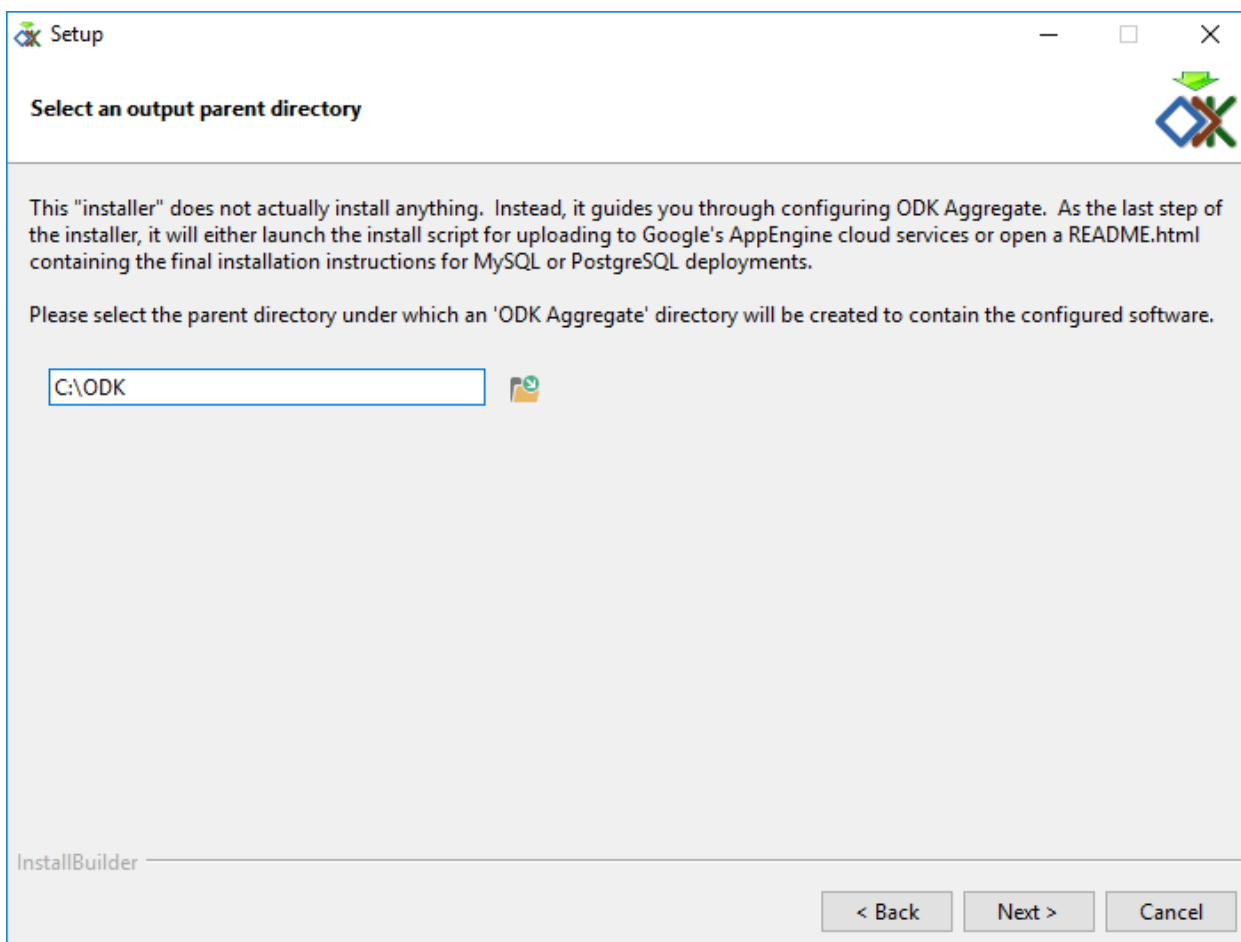 Setup
Select an output parent directory
This "installer" does not actually install anything.  Instead, it guides you through configuring ODK Aggregate.  As the last step of
the installer, it will either launch the install script for uploading to Google's AppEngine cloud services or open a README.html
containing the final installation instructions for MySQL or PostgreSQL deployments.
Please select the parent directory under which an 'ODK Aggregate' directory will be created to contain the configured software.
C:\ODK
InstallBuilder
< Back
Next >
Cancel